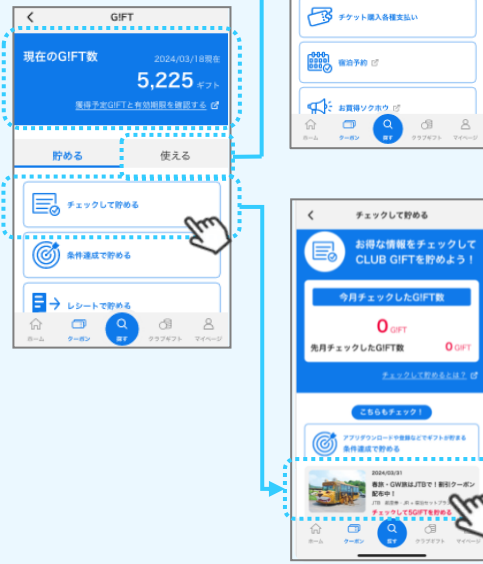 G!FT
現在のG!FT数
2024/03/18現在
5,225 ギフト
獲得予定G!FTと有効期限を確認する
貯める
使える
チェックして貯める
条件達成で貯める
レシートで貯める
ホーム
クーポン
探す
クラブギフト
マイページ
チケット購入各種支払い
宿泊予約
お買得ソクホウ
ホーム
クーポン
探す
クラブギフト
マイページ
チェックして貯める
お得な情報をチェックして
CLUB G!FTを貯めよう！
今月チェックしたG!FT数
0 G!FT
先月チェックしたG!FT数
0 G!FT
チェックして貯めるとは？
こちらもチェック！
アプリダウンロードや登録などでギフトが貯まる
条件達成で貯める
2024/03/31
春旅・GW旅はJTBで！割引クーポン
配布中！
チェックして5G!FTを貯める
ホーム
クーポン
探す
クラブギフト
マイページ